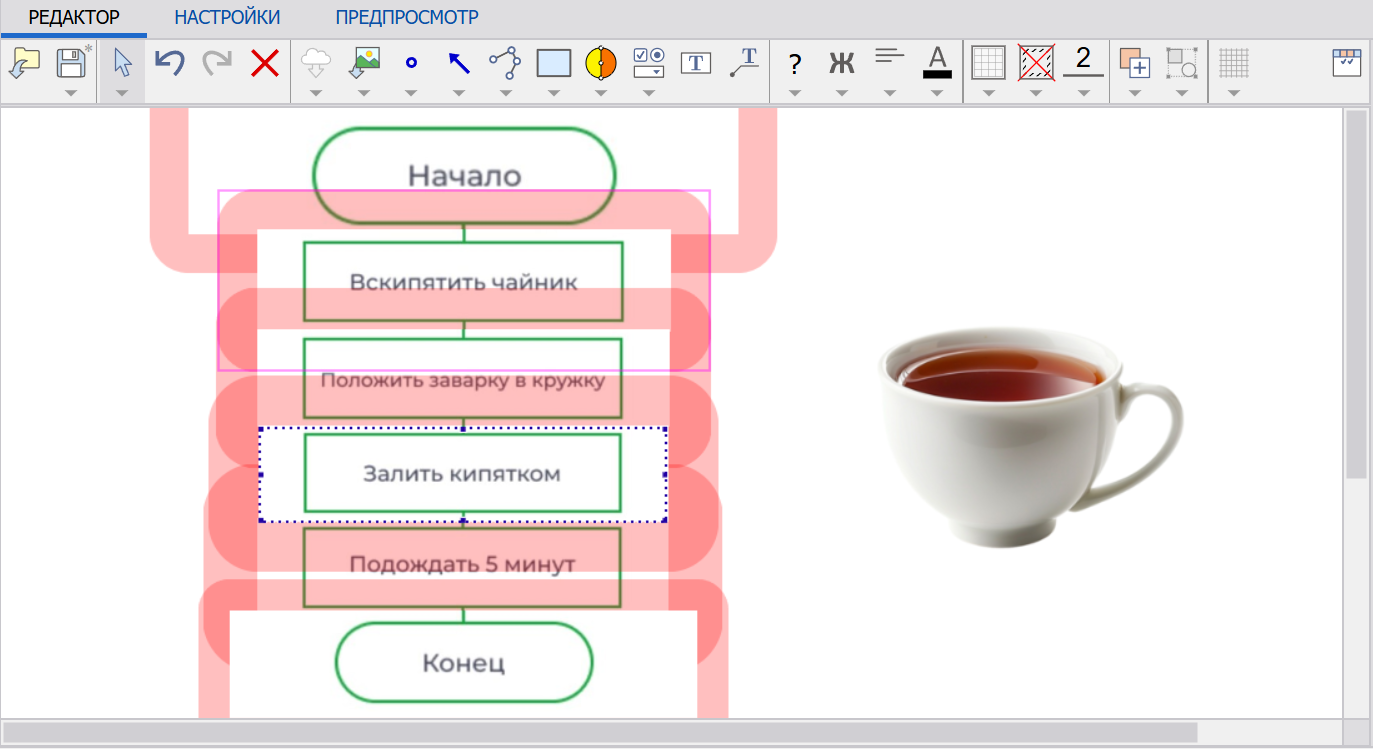 РЕДАКТОР НАСТРОЙКИ ПРЕДПРОСМОТР
T T ? Ж A 2
Начало
Вскипятить чайник
Положить заварку в кружку
Залить кипятком
Подождать 5 минут
Конец